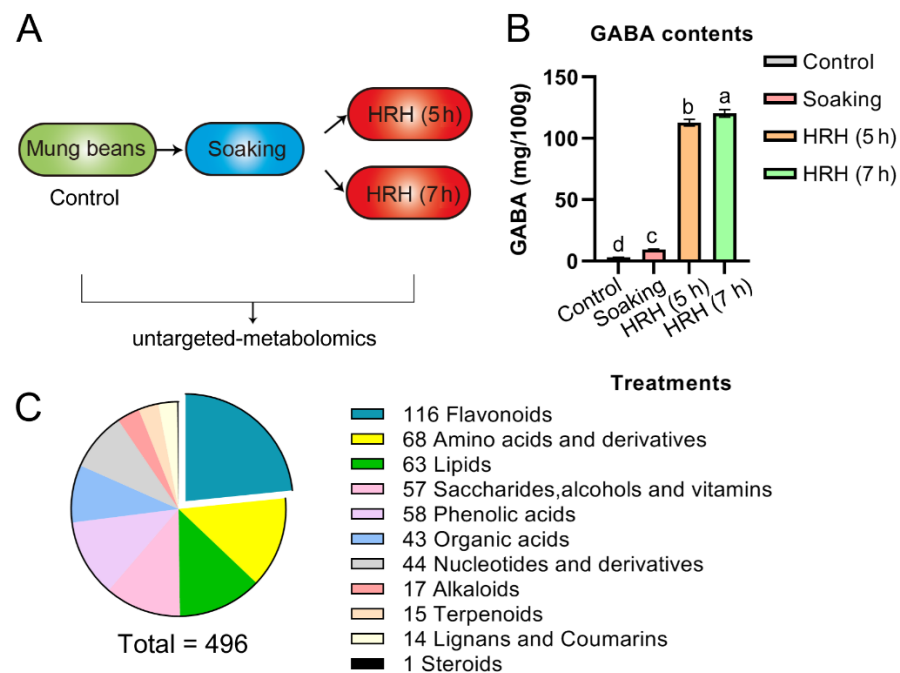 A
Mung beans
Control
Soaking
HRH (5 h)
HRH (7 h)
untargeted-metabolomics
B
GABA contents
GABA (mg/100g)
150
100
50
0
d
c
b
a
Control
Soaking
HRH (5 h)
HRH (7 h)
Treatments
Control
Soaking
HRH (5 h)
HRH (7 h)
C
Total = 496
116 Flavonoids
68 Amino acids and derivatives
63 Lipids
57 Saccharides,alcohols and vitamins
58 Phenolic acids
43 Organic acids
44 Nucleotides and derivatives
17 Alkaloids
15 Terpenoids
14 Lignans and Coumarins
1 Steroids